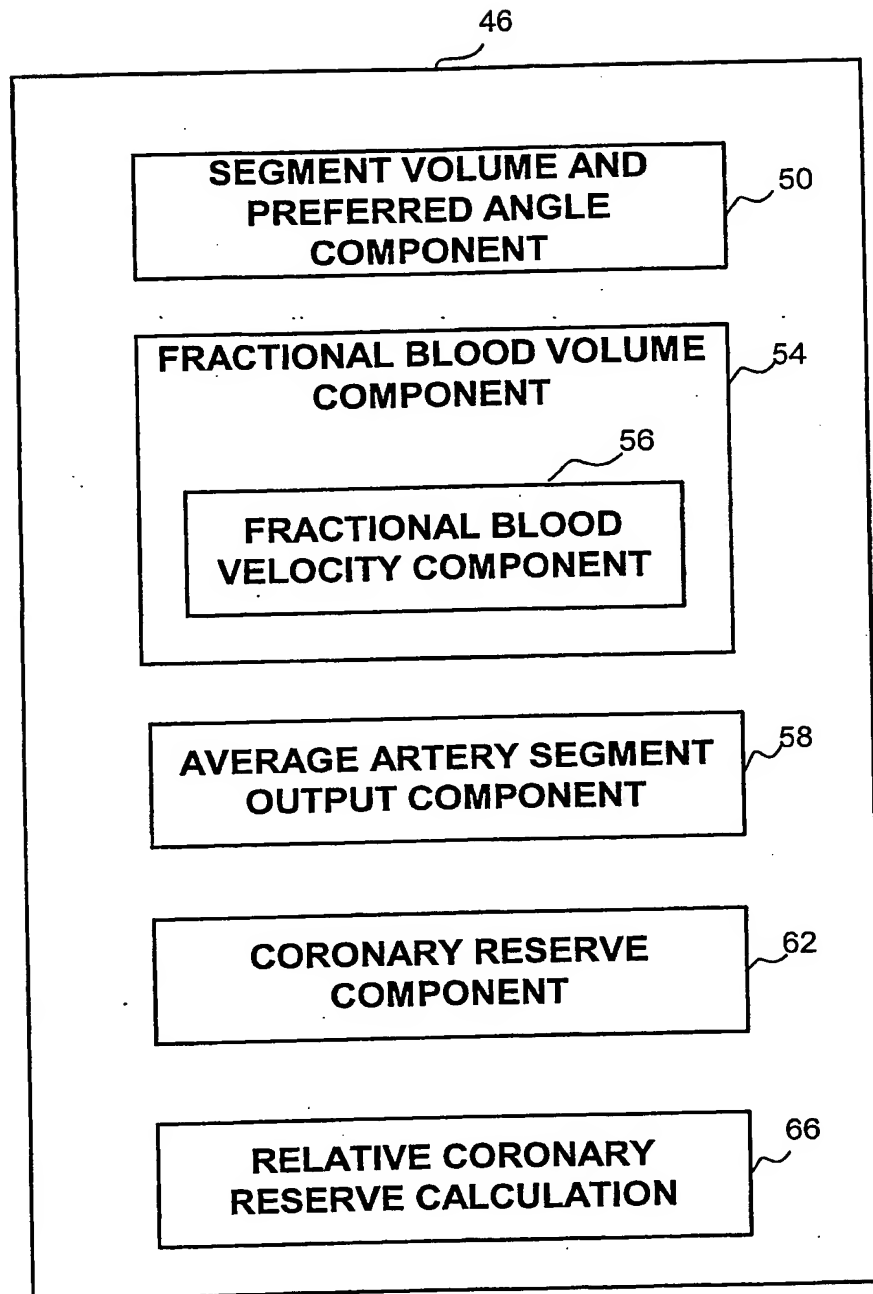 46
SEGMENT VOLUME AND
PREFERRED ANGLE
COMPONENT
50
FRACTIONAL BLOOD VOLUME
COMPONENT
54
56
FRACTIONAL BLOOD
VELOCITY COMPONENT
AVERAGE ARTERY SEGMENT
OUTPUT COMPONENT
58
CORONARY RESERVE
COMPONENT
62
RELATIVE CORONARY
RESERVE CALCULATION
66